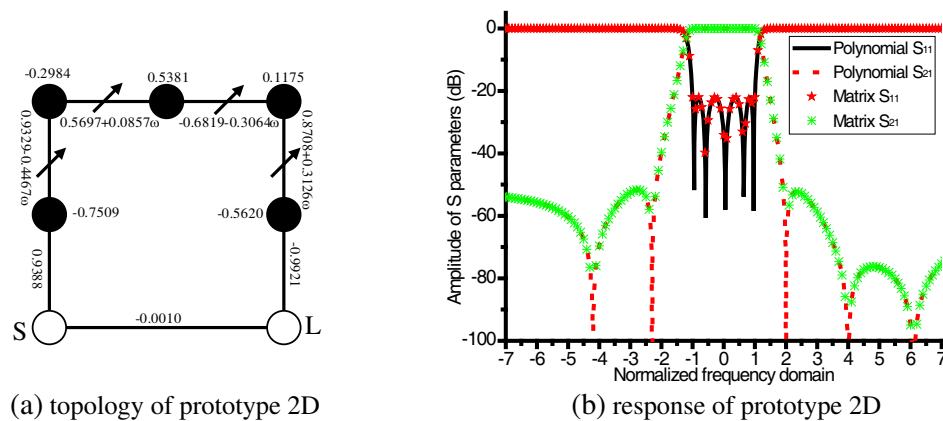 -0.2984
0.5381
0.1175
0.5697+0.0857ω
-0.6819-0.3064ω
0.9329-0.4467ω
0.8708+0.3126ω
-0.7509
-0.5620
0.9388
-0.9921
S
-0.0010
L
(a) topology of prototype 2D
Amplitude of S parameters (dB)
0
-20
-40
-60
-80
-100
Polynomial S11
Polynomial S21
Matrix S11
Matrix S21
-7 -6 -5 -4 -3 -2 -1 0 1 2 3 4 5 6 7
Normalized frequency domain
(b) response of prototype 2D